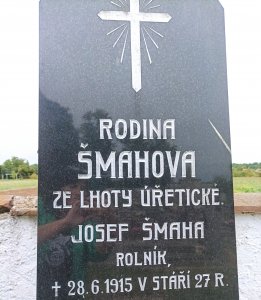 RODINA
ŠMAHOVA
ZE LHOTY ÚŘETICKÉ.
JOSEF ŠMAHA
ROLNÍK,
† 28.6.1915 V STÁŘÍ 27 R.